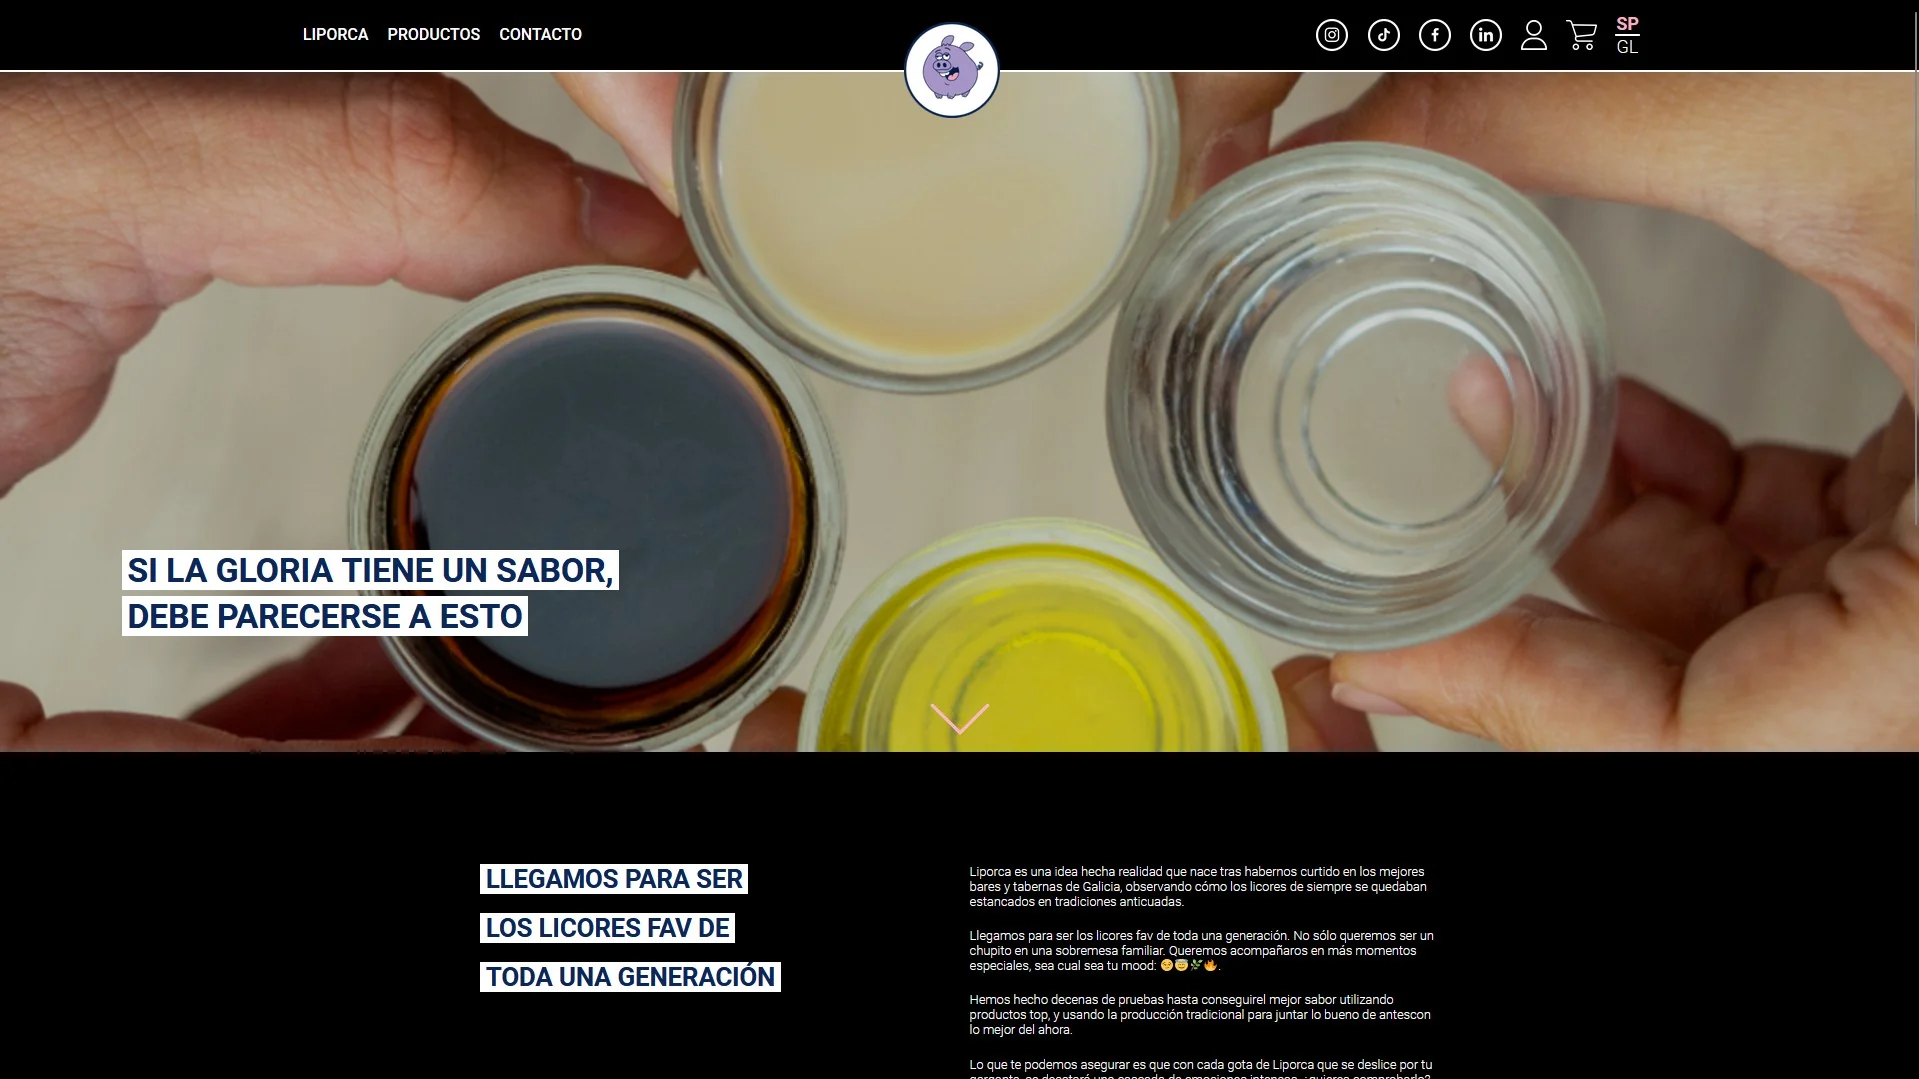 LIPORCA PRODUCTOS CONTACTO
SP
GL
SI LA GLORIA TIENE UN SABOR,
DEBE PARECERSE A ESTO
LLEGAMOS PARA SER
LOS LICORES FAV DE
TODA UNA GENERACIÓN
Liporca es una idea hecha realidad que nace tras habernos curtido en los mejores
bares y tabernas de Galicia, observando cómo los licores de siempre se quedaban
estancados en tradiciones anticuadas.
Llegamos para ser los licores fav de toda una generación. No sólo queremos ser un
chupito en una sobremesa familiar. Queremos acompañaros en más momentos
especiales, sea cual sea tu mood: 😏😇🌿🔥.
Hemos hecho decenas de pruebas hasta conseguirel mejor sabor utilizando
productos top, y usando la producción tradicional para juntar lo bueno de antescon
lo mejor del ahora.
Lo que te podemos asegurar es que con cada gota de Liporca que se deslice por tu